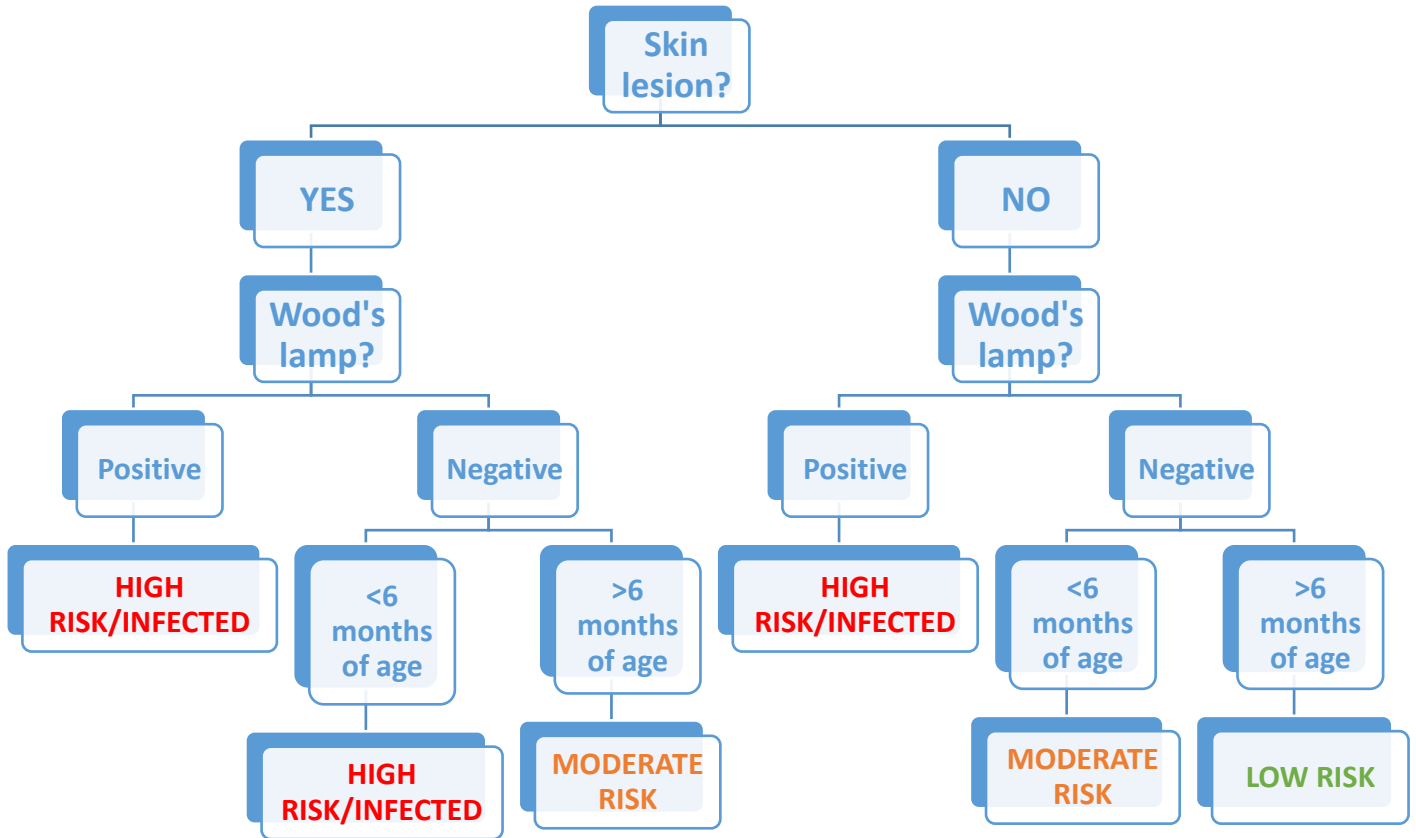 Skin
lesion?
YES
NO
Wood's
lamp?
Wood's
lamp?
Positive
Negative
Positive
Negative
HIGH
RISK/INFECTED
<6
months
of age
>6
months
of age
HIGH
RISK/INFECTED
<6
months
of age
>6
months
of age
HIGH
RISK/INFECTED
MODERATE
RISK
MODERATE
RISK
LOW RISK